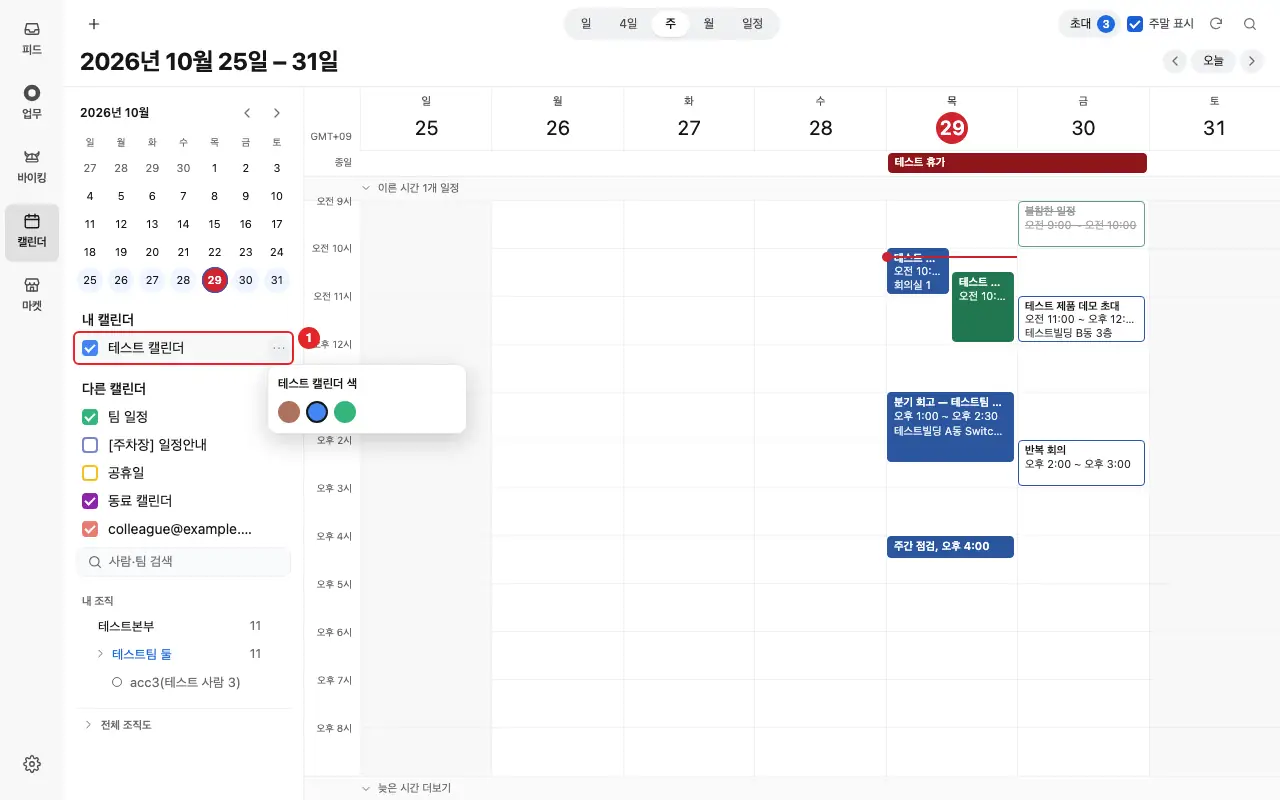 피드
업무
바이킹
캘린더
마켓
일 4일 주 월 일정
초대 3 주말 표시
2026년 10월 25일 – 31일
오늘
2026년 10월
일 월 화 수 목 금 토
27 28 29 30 1 2 3
4 5 6 7 8 9 10
11 12 13 14 15 16 17
18 19 20 21 22 23 24
25 26 27 28 29 30 31
내 캘린더
테스트 캘린더 ...
1
테스트 캘린더 색
다른 캘린더
팀 일정
[주차장] 일정안내
공휴일
동료 캘린더
colleague@example....
사람·팀 검색
내 조직
테스트본부 11
테스트팀 둘 11
acc3(테스트 사람 3)
전체 조직도
GMT+09
일 월 화 수 목 금 토
25 26 27 28 29 30 31
종일
테스트 휴가
이른 시간 1개 일정
오전 9시
오전 10시
오전 11시
오후 12시
오후 2시
오후 3시
오후 4시
오후 5시
오후 6시
오후 7시
오후 8시
불참한 일정
오전 9:00 ~ 오전 10:00
테스트 ...
오전 10:...
회의실 1
테스트 ...
오전 10:...
테스트 제품 데모 초대
오전 11:00 ~ 오후 12:...
테스트빌딩 B동 3층
분기 회고 — 테스트팀 ...
오후 1:00 ~ 오후 2:30
테스트빌딩 A동 Switc...
반복 회의
오후 2:00 ~ 오후 3:00
주간 점검, 오후 4:00
늦은 시간 더보기